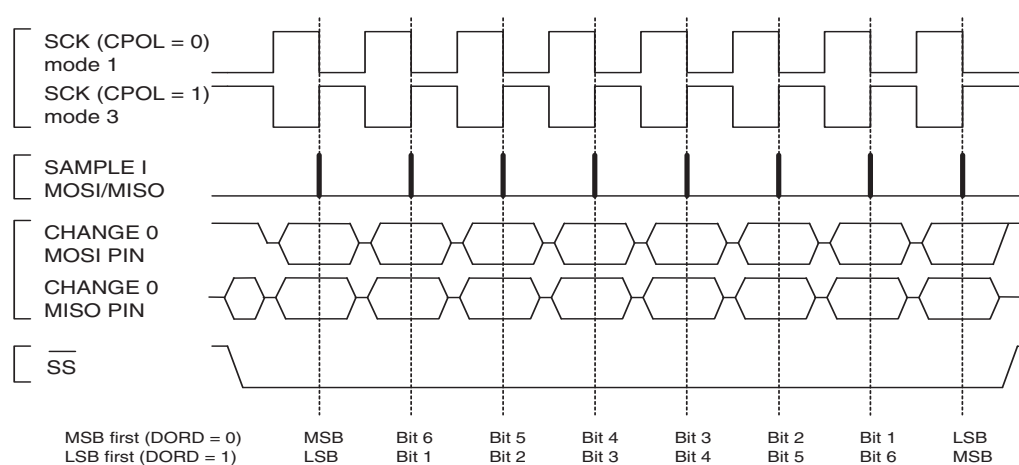 SCK (CPOL = 0)
mode 1
SCK (CPOL = 1)
mode 3
SAMPLE I
MOSI/MISO
CHANGE 0
MOSI PIN
CHANGE 0
MISO PIN
SS
MSB first (DORD = 0) MSB Bit 6 Bit 5 Bit 4 Bit 3 Bit 2 Bit 1 LSB
LSB first (DORD = 1) LSB Bit 1 Bit 2 Bit 3 Bit 4 Bit 5 Bit 6 MSB